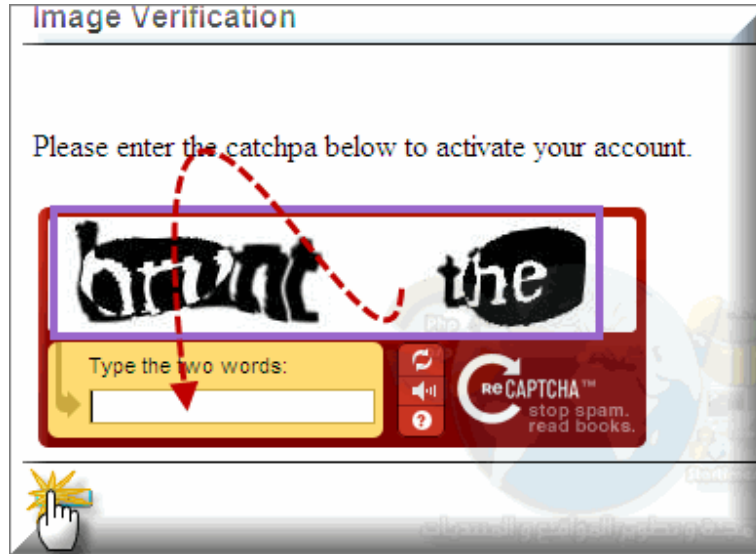 Image Verification
Please enter the catchpa below to activate your account.
brunt the
Type the two words:
ReCAPTCHA™
stop spam.
read books.